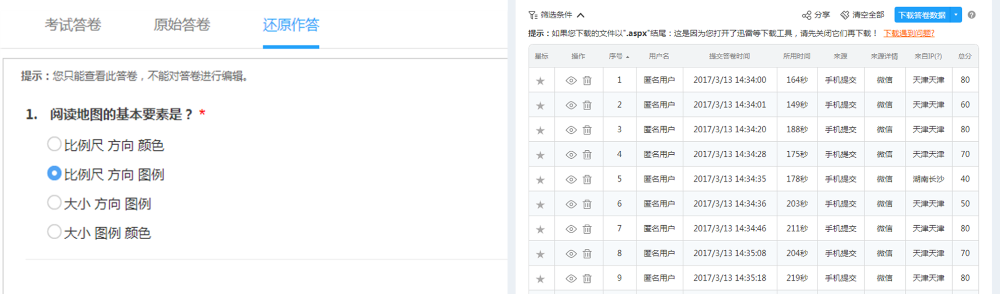 考试答卷 原始答卷 还原作答
提示：您只能查看此答卷，不能对答卷进行编辑。
1. 阅读地图的基本要素是？ *
比例尺 方向 颜色
比例尺 方向 图例
大小 方向 图例
大小 图例 颜色
筛选条件 分享 清空全部 下载答卷数据
提示：如果您下载的文件以".aspx"结尾：这是因为您打开了迅雷等下载工具，请先关闭它们再下载！ 下载遇到问题?
星标 操作 序号 用户名 提交答卷时间 所用时间 来源 来源详情 来自IP(?) 总分
1 匿名用户 2017/3/13 14:34:00 164秒 手机提交 微信 天津天津 80
2 匿名用户 2017/3/13 14:34:01 149秒 手机提交 微信 天津天津 60
3 匿名用户 2017/3/13 14:34:20 188秒 手机提交 微信 天津天津 80
4 匿名用户 2017/3/13 14:34:28 175秒 手机提交 微信 天津天津 70
5 匿名用户 2017/3/13 14:34:35 178秒 手机提交 微信 湖南长沙 40
6 匿名用户 2017/3/13 14:34:36 203秒 手机提交 微信 天津天津 50
7 匿名用户 2017/3/13 14:34:46 211秒 手机提交 微信 天津天津 80
8 匿名用户 2017/3/13 14:35:08 204秒 手机提交 微信 天津天津 70
9 匿名用户 2017/3/13 14:35:18 219秒 手机提交 微信 天津天津 80